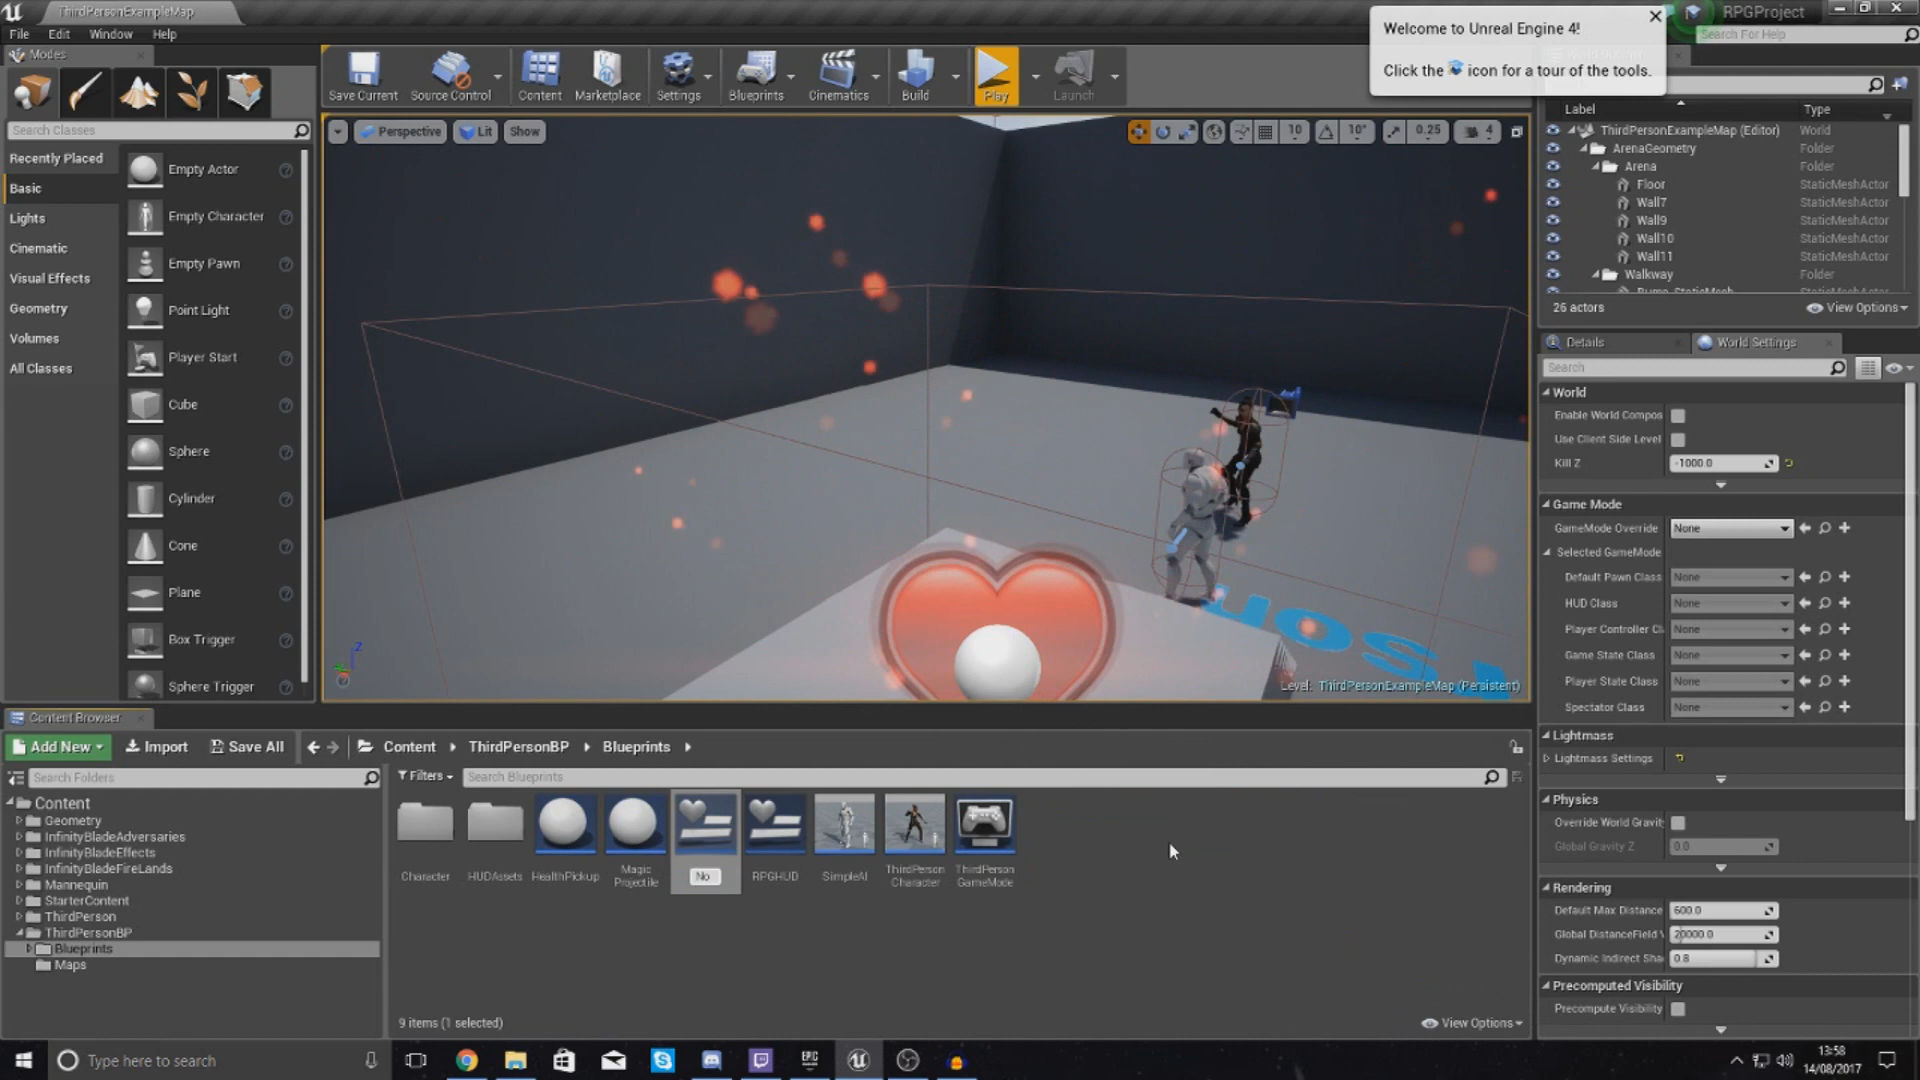 ThirdPersonExampleMap
RPGProject
File Edit Window Help
Search For Help
Welcome to Unreal Engine 4!
Click the icon for a tour of the tools.
Modes
Save Current
Source Control
Content
Marketplace
Settings
Blueprints
Cinematics
Build
Play
Launch
Search Classes
Recently Placed
Basic
Lights
Cinematic
Visual Effects
Geometry
Volumes
All Classes
Empty Actor
Empty Character
Empty Pawn
Point Light
Player Start
Cube
Sphere
Cylinder
Cone
Plane
Box Trigger
Sphere Trigger
Perspective
Lit
Show
10
10°
0.25
4
Level: ThirdPersonExampleMap (Persistent)
Label Type
ThirdPersonExampleMap (Editor) World
ArenaGeometry Folder
Arena Folder
Floor StaticMeshActor
Wall7 StaticMeshActor
Wall9 StaticMeshActor
Wall10 StaticMeshActor
Wall11 StaticMeshActor
Walkway Folder
26 actors
View Options
Details
World Settings
Search
World
Enable World Compos
Use Client Side Level
Kill Z -1000.0
Game Mode
GameMode Override None
Selected GameMode
Default Pawn Class None
HUD Class None
Player Controller Cl None
Game State Class None
Player State Class None
Spectator Class None
Lightmass
Lightmass Settings
Physics
Override World Gravit
Global Gravity Z 0.0
Rendering
Default Max Distance 600.0
Global DistanceField V 20000.0
Dynamic Indirect Sha 0.8
Precomputed Visibility
Precompute Visibility
Content Browser
Add New
Import
Save All
Content
ThirdPersonBP
Blueprints
Search Folders
Filters
Search Blueprints
Content
Geometry
InfinityBladeAdversaries
InfinityBladeEffects
InfinityBladeFireLands
Mannequin
StarterContent
ThirdPerson
ThirdPersonBP
Blueprints
Maps
Character
HUDAssets
HealthPickup
Magic
Projectile
No
RPGHUD
SimpleAI
ThirdPerson
Character
ThirdPerson
GameMode
9 items (1 selected)
View Options
Type here to search
EPIC
13:58
14/08/2017